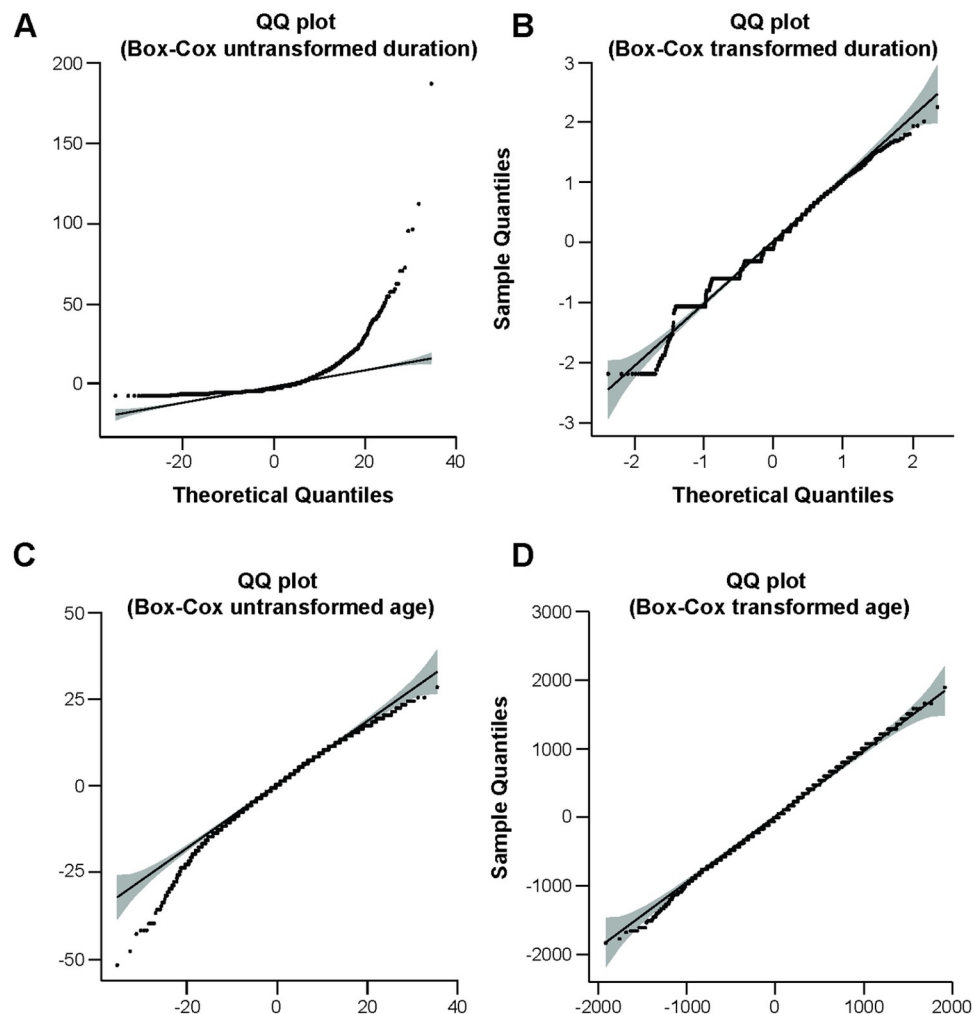 A
QQ plot
(Box-Cox untransformed duration)
200
150
100
50
0
-20
0
20
40
Theoretical Quantiles
B
QQ plot
(Box-Cox transformed duration)
Sample Quantiles
3
2
1
0
-1
-2
-3
-2
-1
0
1
2
Theoretical Quantiles
C
QQ plot
(Box-Cox untransformed age)
50
25
0
-25
-50
-20
0
20
40
D
QQ plot
(Box-Cox transformed age)
Sample Quantiles
3000
2000
1000
0
-1000
-2000
-2000
-1000
0
1000
2000